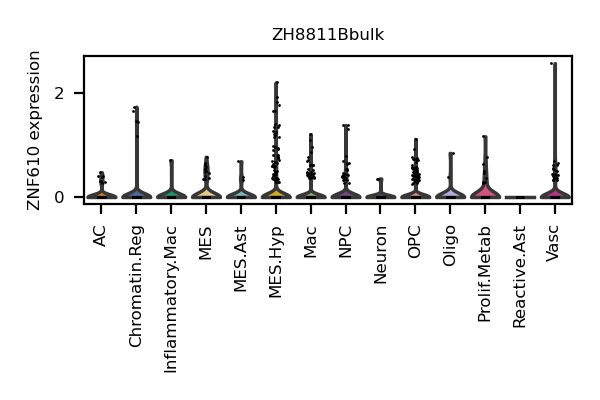 ZH8811Bbulk
ZNF610 expression
2
0
AC
Chromatin.Reg
Inflammatory.Mac
MES
MES.Ast
MES.Hyp
Mac
NPC
Neuron
OPC
Oligo
Prolif.Metab
Reactive.Ast
Vasc